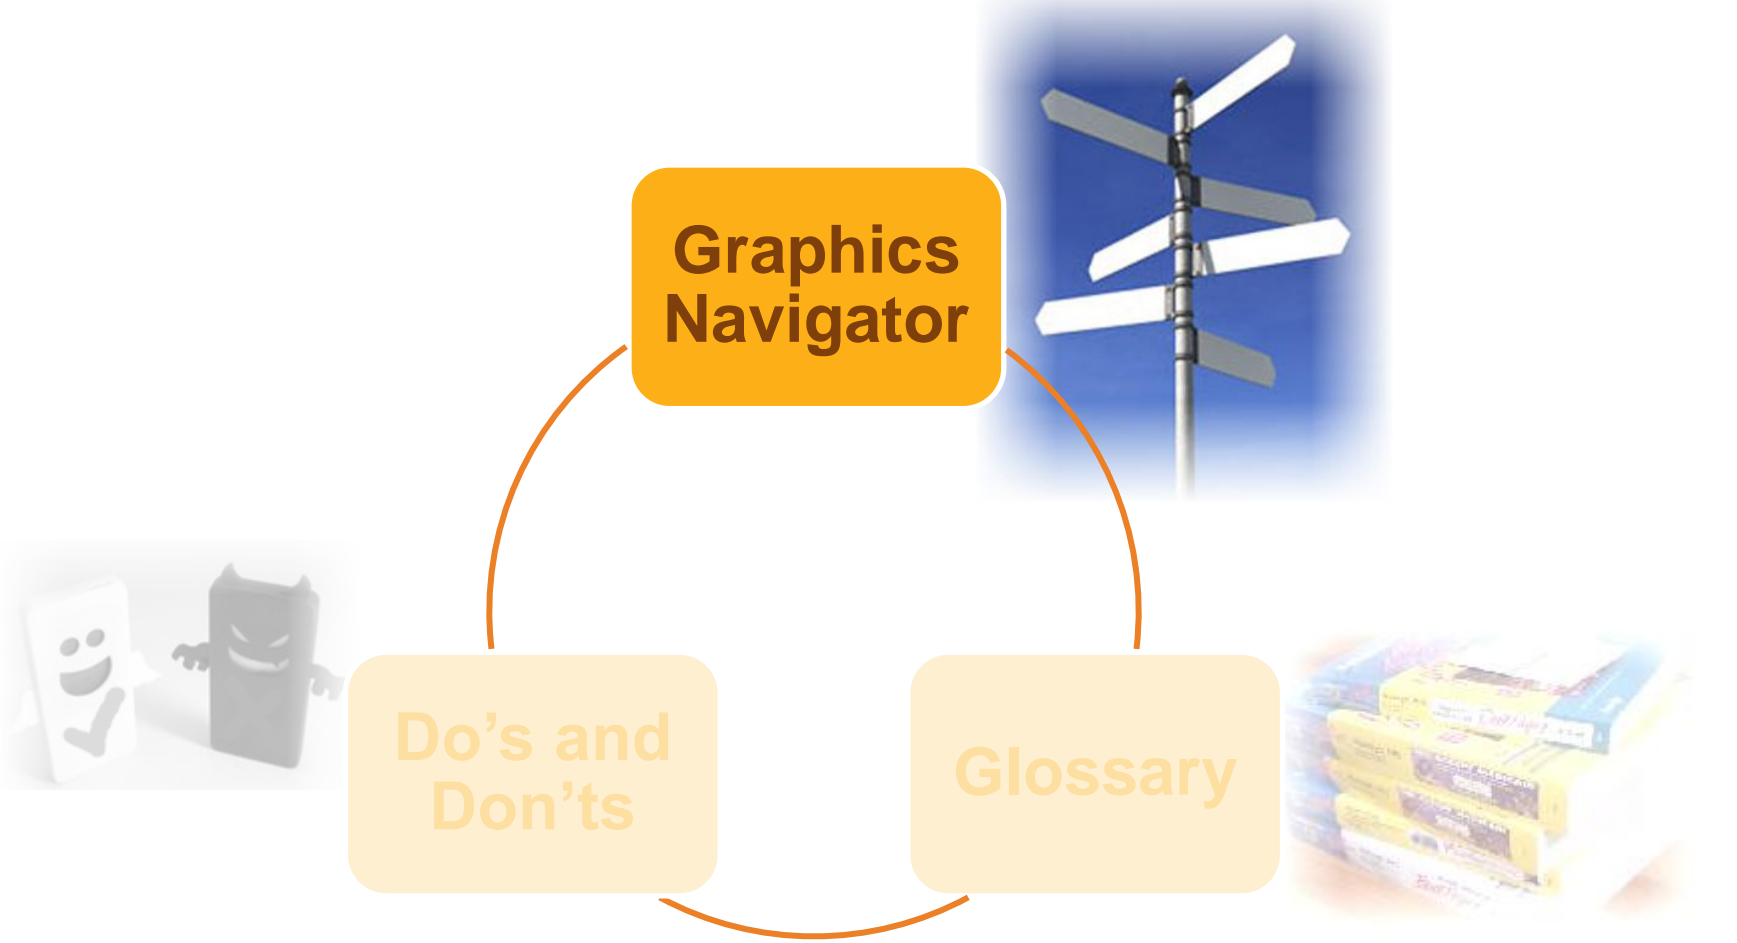 Graphics
Navigator
Do’s and
Don’ts
Glossary